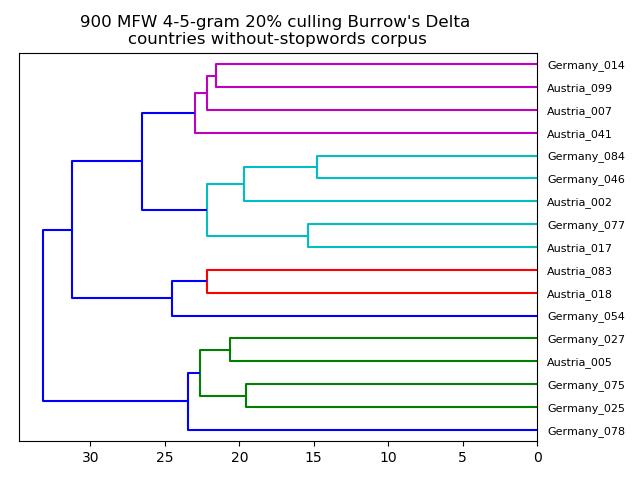 900 MFW 4-5-gram 20% culling Burrow's Delta
countries without-stopwords corpus
Germany_014
Austria_099
Austria_007
Austria_041
Germany_084
Germany_046
Austria_002
Germany_077
Austria_017
Austria_083
Austria_018
Germany_054
Germany_027
Austria_005
Germany_075
Germany_025
Germany_078
30 25 20 15 10 5 0